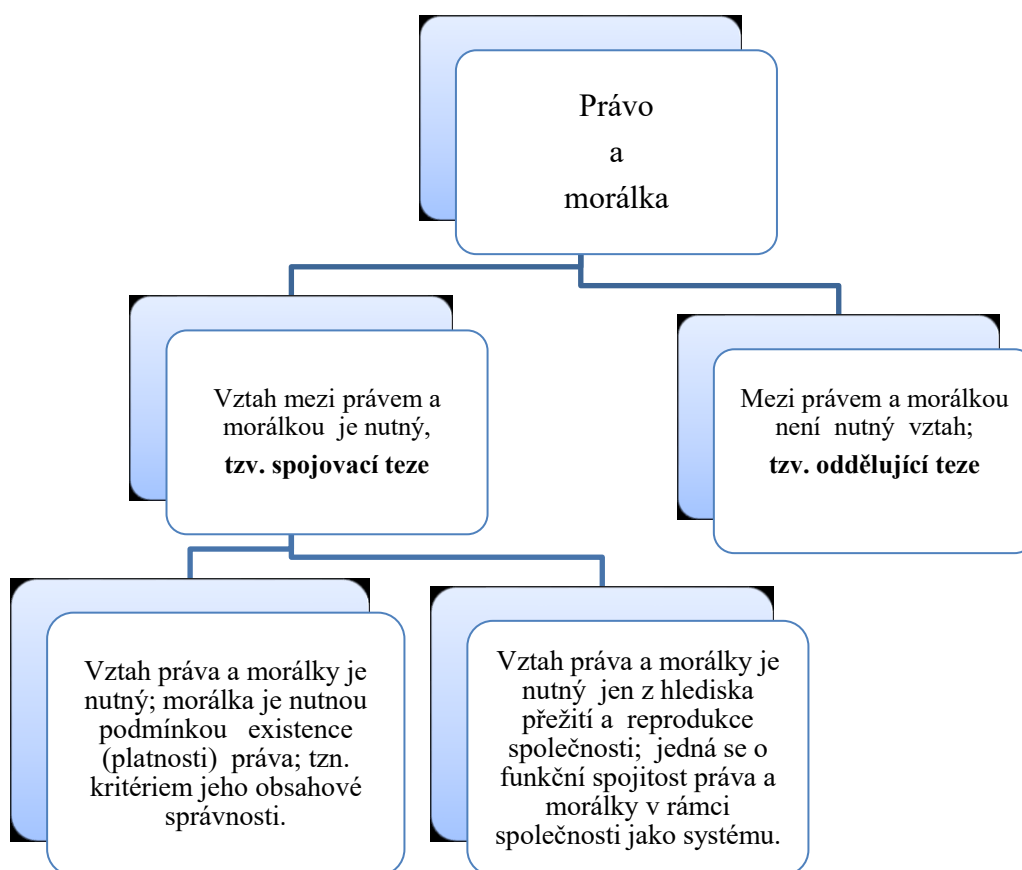 Právo
a
morálka
Vztah mezi právem a
morálkou je nutný,
tzv. spojovací teze
Mezi právem a morálkou
není nutný vztah;
tzv. oddělující teze
Vztah práva a morálky je
nutný; morálka je nutnou
podmínkou existence
(platnosti) práva; tzn.
kritériem jeho obsahové
správnosti.
Vztah práva a morálky je
nutný jen z hlediska
přežití a reprodukce
společnosti; jedná se o
funkční spojitost práva a
morálky v rámci
společnosti jako systému.